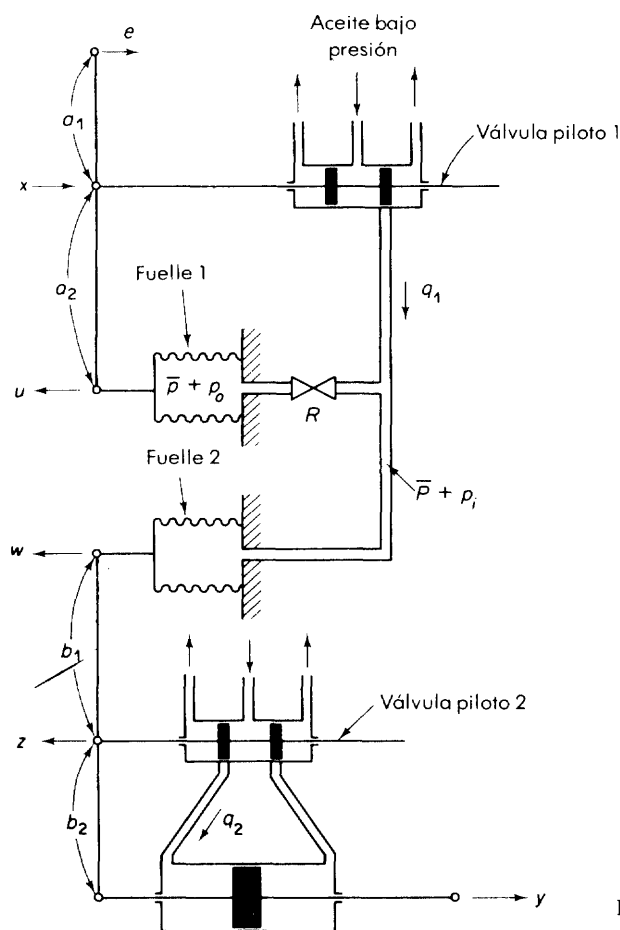 e
Aceite bajo
presión
a₁
Válvula piloto 1
x
a₂
q₁
Fuelle 1
u
p̅ + pₒ
R
Fuelle 2
P̅ + pᵢ
w
b₁
Válvula piloto 2
z
b₂
q₂
y